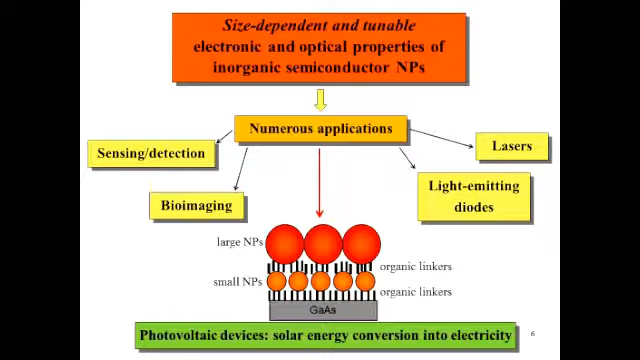 Size-dependent and tunable
electronic and optical properties of
inorganic semiconductor NPs
Numerous applications
Sensing/detection
Lasers
Bioimaging
Light-emitting
diodes
large NPs
organic linkers
small NPs
organic linkers
GaAs
Photovoltaic devices: solar energy conversion into electricity
6